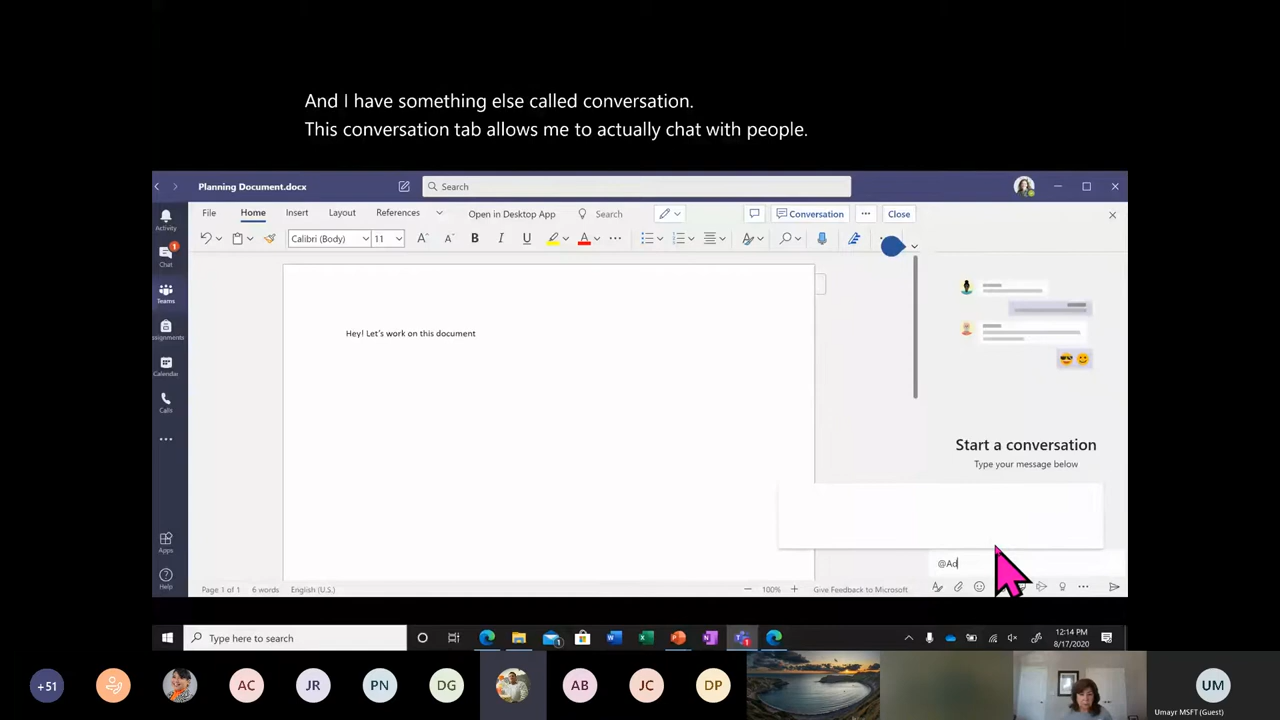 And I have something else called conversation.
This conversation tab allows me to actually chat with people.
Planning Document.docx
Search
File Home Insert Layout References Open in Desktop App Search Conversation ... Close
Calibri (Body) 11 B I U A
Activity
Chat
1
Teams
ssignments
Calendar
Calls
Apps
Help
Hey! Let's work on this document
Start a conversation
Type your message below
@Ad
Page 1 of 1 6 words English (U.S.) 100% Give Feedback to Microsoft
Type here to search
12:14 PM
8/17/2020
+51 AC JR PN DG AB JC DP UM
Umayr MSFT (Guest)